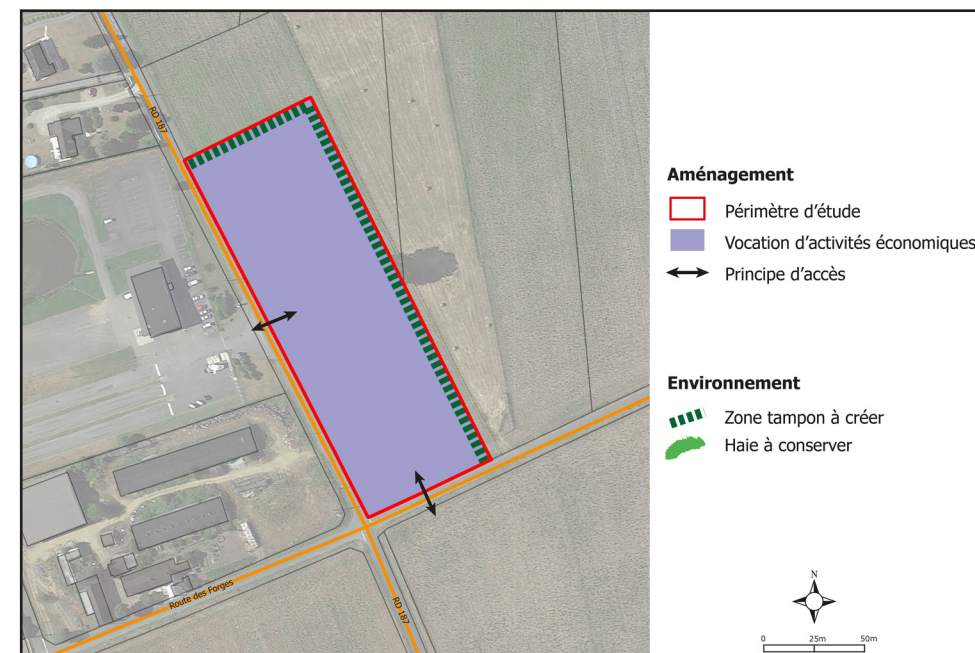 RD 187
Route des Forges
RD 187
Aménagement
Périmètre d'étude
Vocation d'activités économiques
Principe d'accès
Environnement
Zone tampon à créer
Haie à conserver
N
0 25m 50m